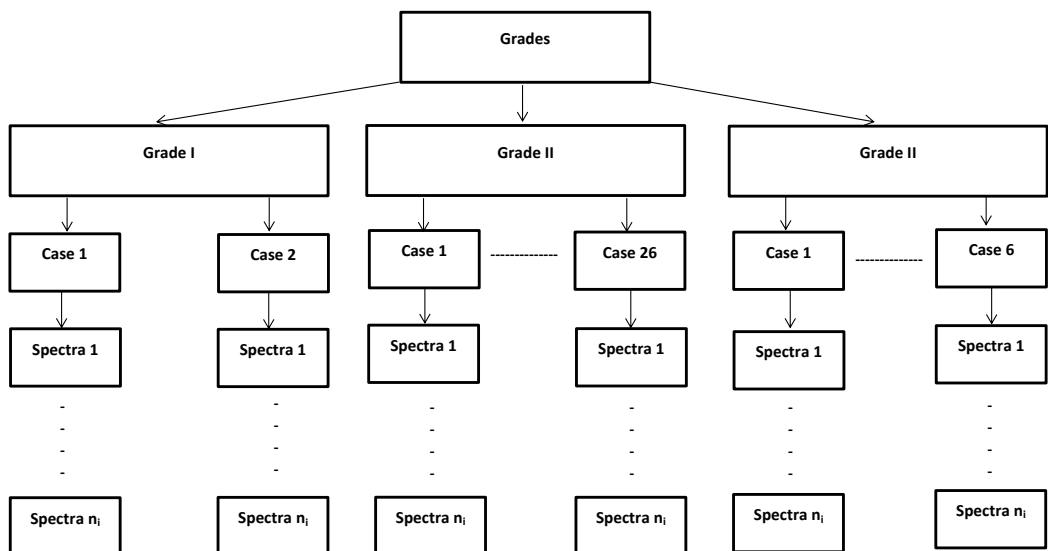 Grades
Grade I
Grade II
Grade II
Case 1
Case 2
Case 1
--------------
Case 26
Case 1
--------------
Case 6
Spectra 1
Spectra 1
Spectra 1
Spectra 1
Spectra 1
Spectra 1
Spectra nᵢ
Spectra nᵢ
Spectra nᵢ
Spectra nᵢ
Spectra nᵢ
Spectra nᵢ